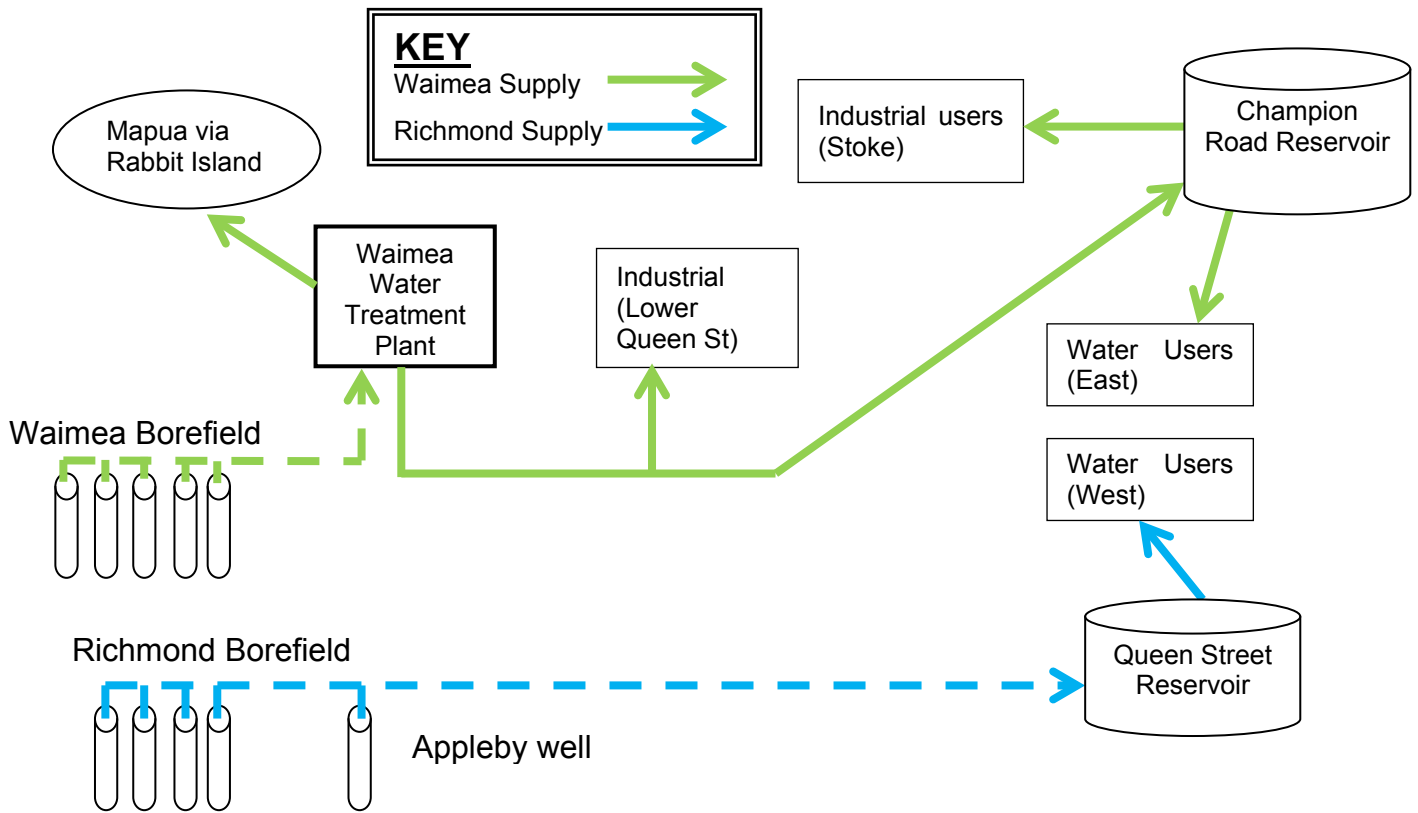 KEY
Waimea Supply
Richmond Supply
Mapua via
Rabbit Island
Industrial users
(Stoke)
Champion
Road Reservoir
Waimea
Water
Treatment
Plant
Industrial
(Lower
Queen St)
Water Users
(East)
Waimea Borefield
Water Users
(West)
Richmond Borefield
Queen Street
Reservoir
Appleby well